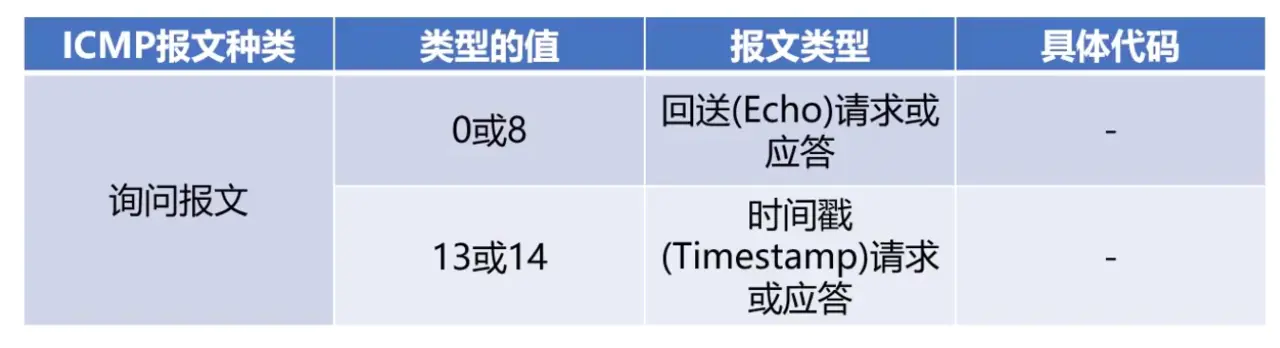 ICMP报文种类 类型的值 报文类型 具体代码
询问报文
0或8
回送(Echo)请求或
应答
-
13或14
时间戳
(Timestamp)请求
或应答
-